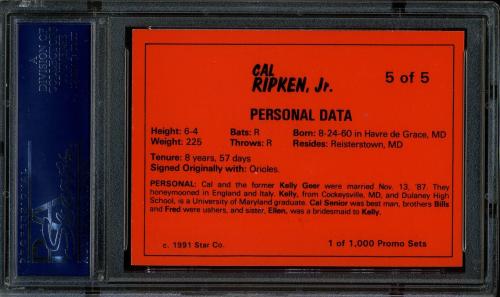 CAL
RIPKEN, Jr.
5 of 5
PERSONAL DATA
Height: 6-4 Bats: R Born: 8-24-60 in Havre de Grace, MD
Weight: 225 Throws: R Resides: Reisterstown, MD
Tenure: 8 years, 57 days
Signed Originally with: Orioles.
PERSONAL: Cal and the former Kelly Geer were married Nov. 13, '87. They
honeymooned in England and Italy. Kelly, from Cockeysville, MD, and Dulaney High
School, is a University of Maryland graduate. Cal Senior was best man, brothers Bills
and Fred were ushers, and sister, Ellen, was a bridesmaid to Kelly.
c. 1991 Star Co. 1 of 1,000 Promo Sets
A DIVISION OF
PSA